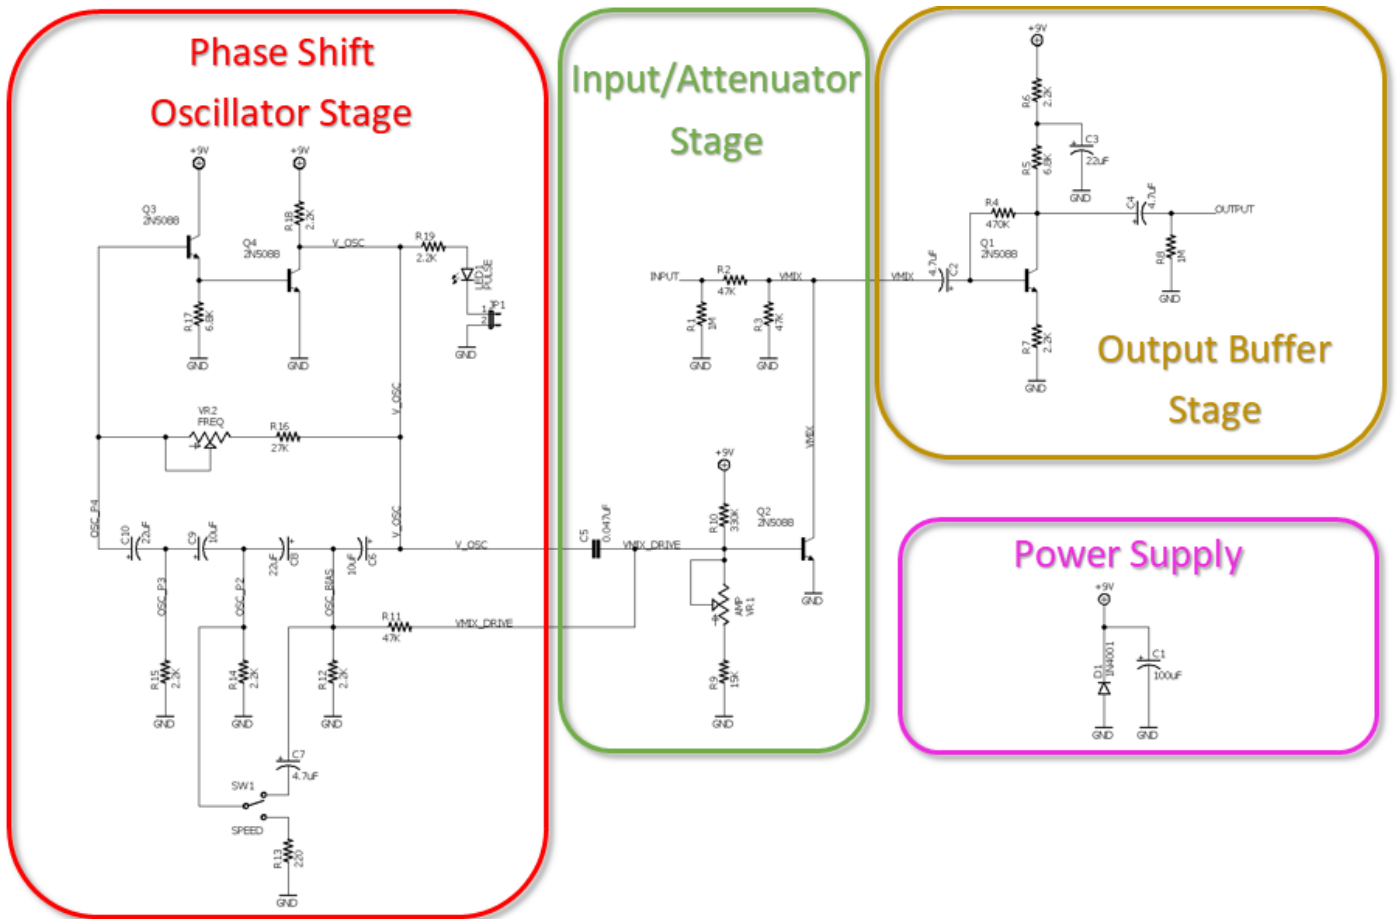 Phase Shift
Oscillator Stage
+9V
+9V
Q3
2N5088
R18
2.2K
Q4
2N5088
V_OSC
R19
2.2K
LED1
PULSE
R17
6.8K
JP1
1
2
GND
GND
GND
VR2
FREQ
R16
27K
V_OSC
OSC_P4
C10
22uF
C9
10uF
22uF
C8
10uF
C6
V_OSC
V_OSC
OSC_P3
OSC_P2
OSC_BIAS
R11
47K
VMIX_DRIVE
R15
2.2K
R14
2.2K
R12
2.2K
GND
GND
GND
C7
4.7uF
SW1
SPEED
R13
220
GND
Input/Attenuator
Stage
INPUT
R2
47K
VMIX
R1
1M
R3
47K
GND
GND
VMIX
+9V
R10
330K
Q2
2N5088
C5
0.047uF
VMIX_DRIVE
AMP
VR1
GND
R9
15K
GND
+9V
R6
2.2K
C3
22uF
R5
6.8K
GND
R4
470K
C4
4.7uF
OUTPUT
Q1
2N5088
R8
1M
VMIX
4.7uF
C2
GND
R7
2.2K
GND
Output Buffer
Stage
Power Supply
+9V
D1
1N4001
C1
100uF
GND
GND